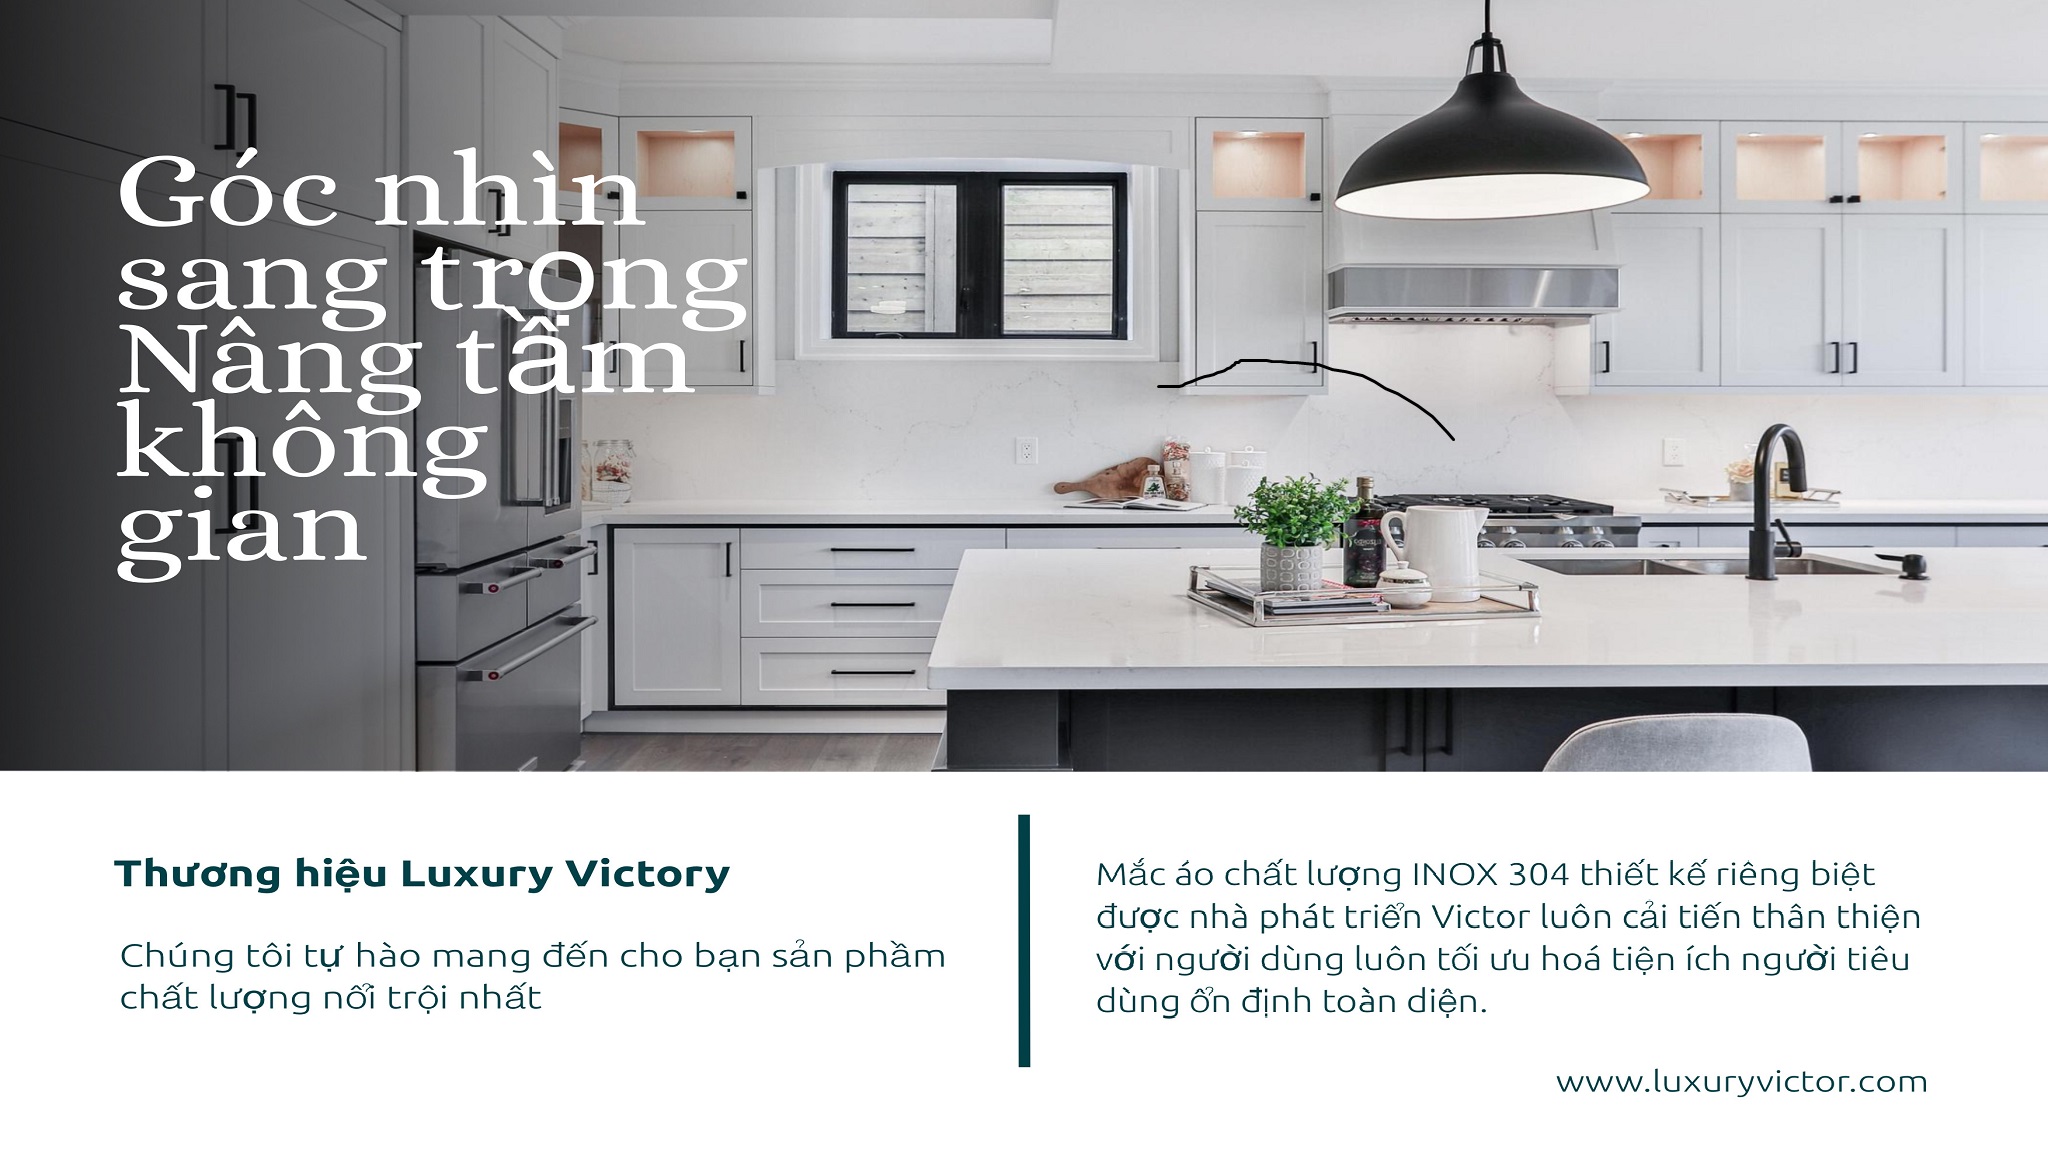 Góc nhìn
sang trọng
Nâng tầm
không
gian
Thương hiệu Luxury Victory
Chúng tôi tự hào mang đến cho bạn sản phầm
chất lượng nổi trội nhất
Mắc áo chất lượng INOX 304 thiết kế riêng biệt
được nhà phát triển Victor luôn cải tiến thân thiện
với người dùng luôn tối ưu hoá tiện ích người tiêu
dùng ổn định toàn diện.
www.luxuryvictor.com